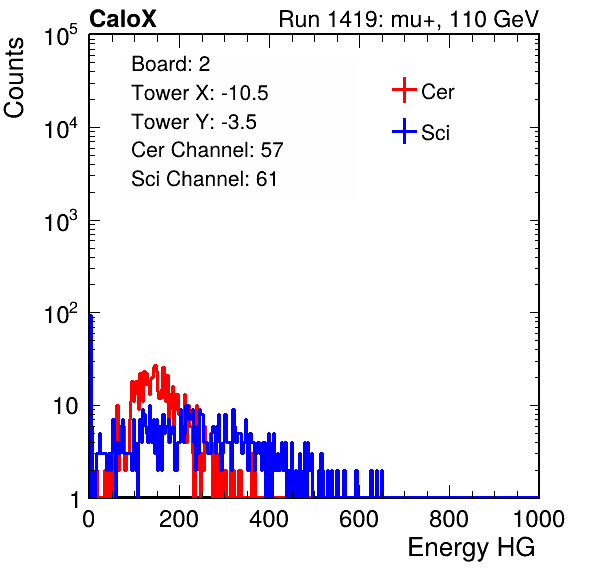 CaloX Run 1419: mu+, 110 GeV
Counts
10^5
10^4
10^3
10^2
10
1
Board: 2
Tower X: -10.5
Tower Y: -3.5
Cer Channel: 57
Sci Channel: 61
Cer
Sci
0 200 400 600 800 1000
Energy HG